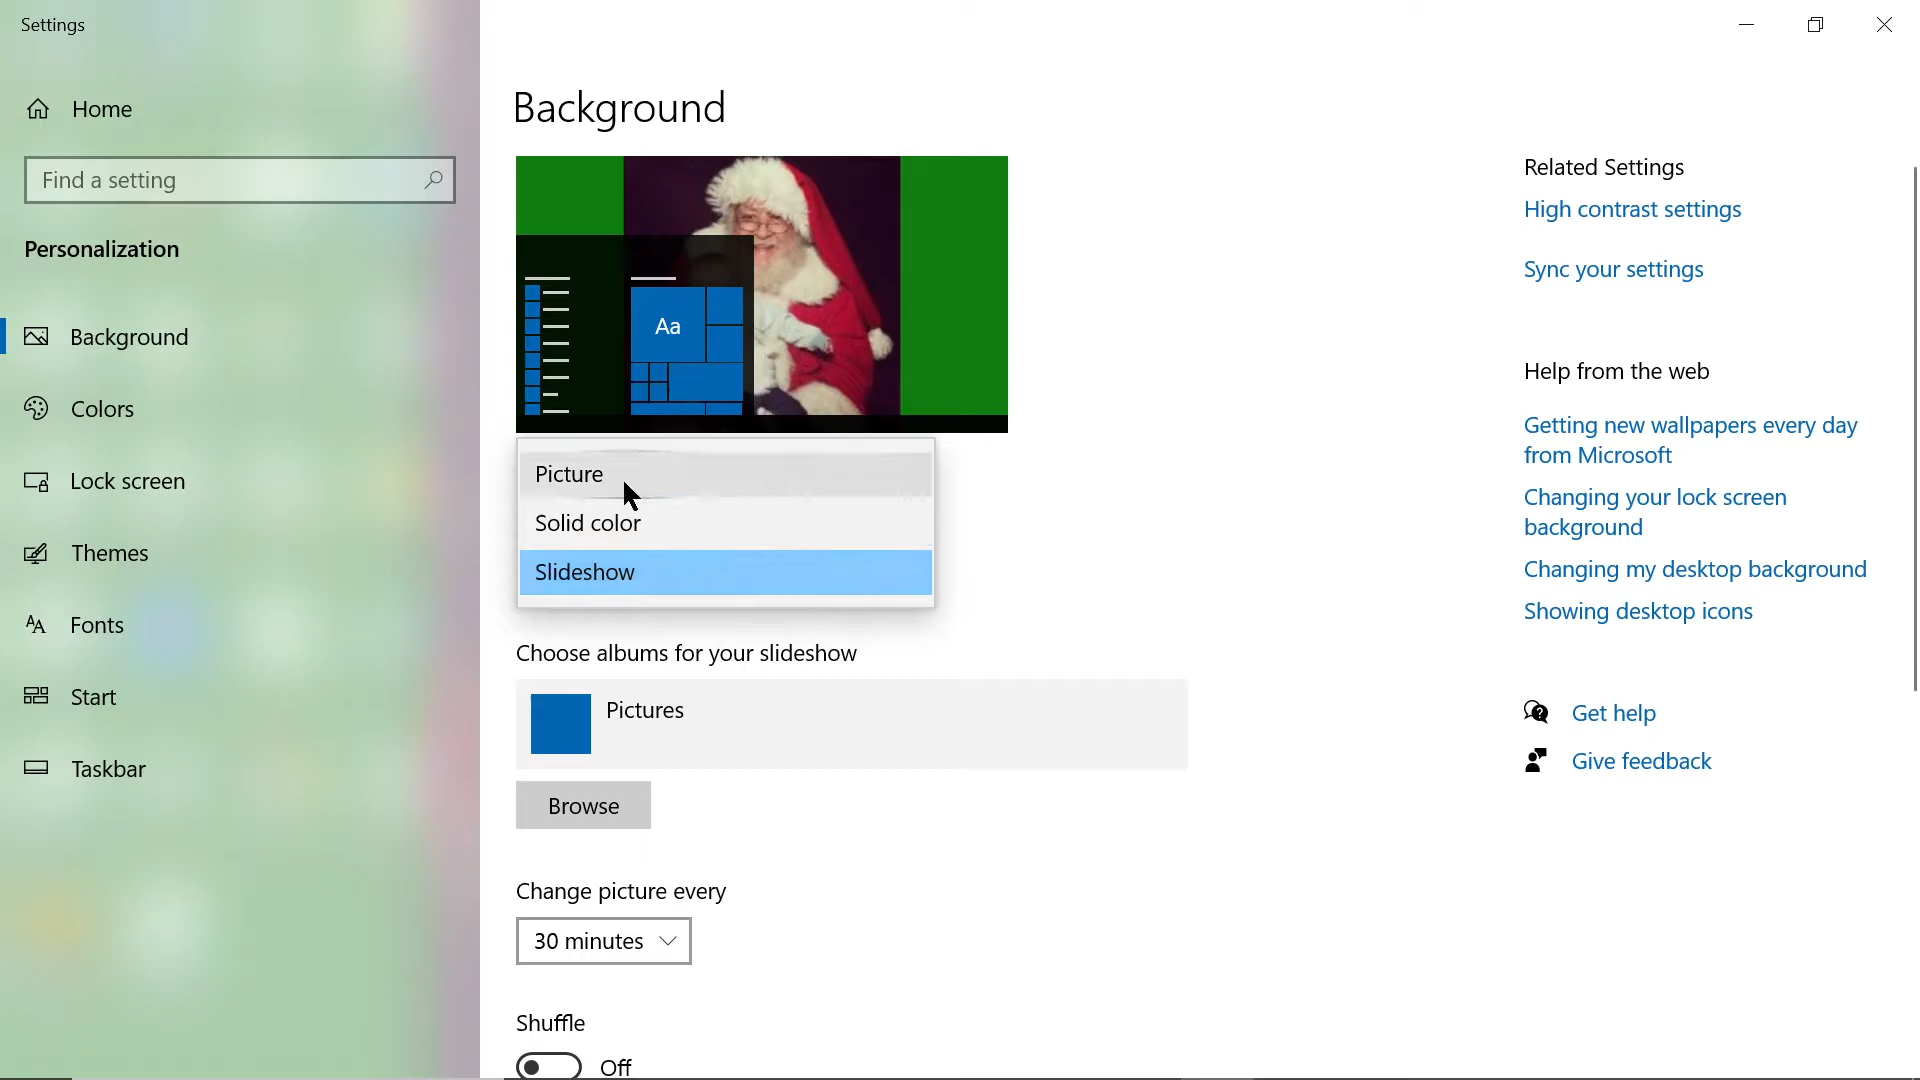 Settings
Home
Find a setting
Personalization
Background
Colors
Lock screen
Themes
Fonts
Start
Taskbar
Background
Aa
Picture
Solid color
Slideshow
Choose albums for your slideshow
Pictures
Browse
Change picture every
30 minutes
Shuffle
Off
Related Settings
High contrast settings
Sync your settings
Help from the web
Getting new wallpapers every day
from Microsoft
Changing your lock screen
background
Changing my desktop background
Showing desktop icons
Get help
Give feedback